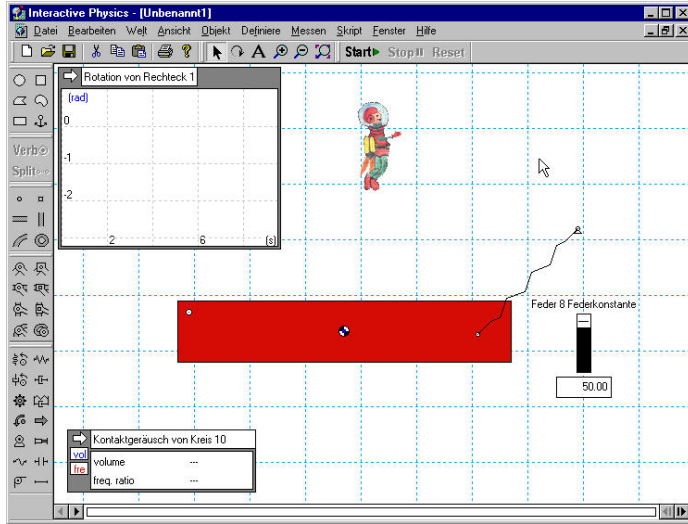 Interactive Physics - [Unbenannt1]
Datei Bearbeiten Welt Ansicht Objekt Definiere Messen Skript Fenster Hilfe
A Start Stop Reset
Rotation von Rechteck 1
(rad)
0
-1
-2
2 6 (s)
Verb
Split
Feder 8 Federkonstante
50.00
Kontaktgeräusch von Kreis 10
vol
fre
volume ---
freq. ratio ---